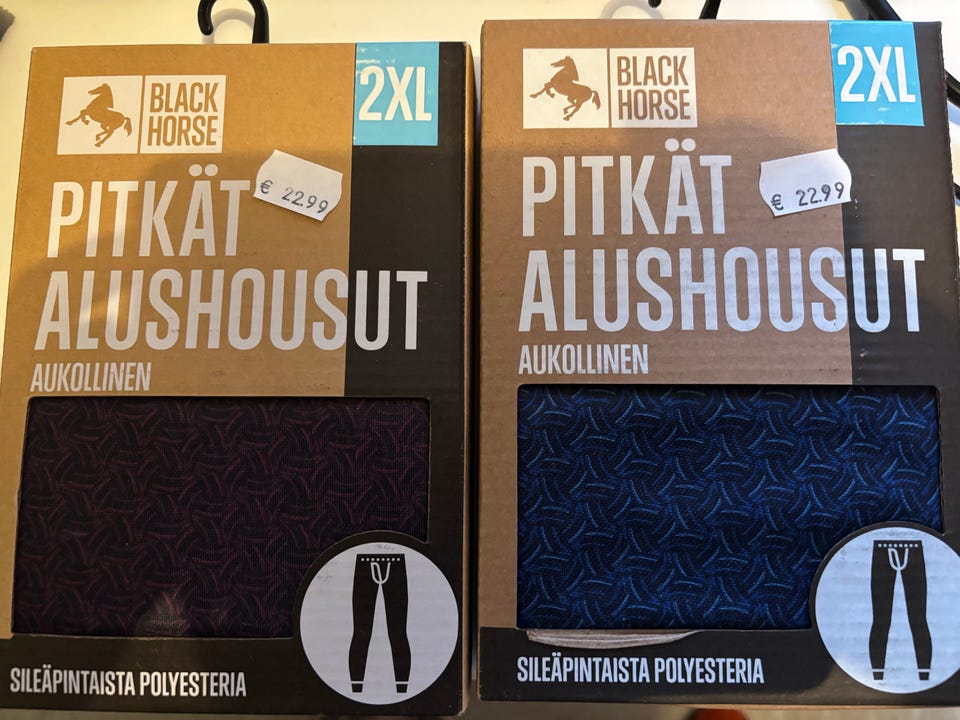 BLACK
HORSE
2XL
€ 22.99
PITKÄT
ALUSHOUSUT
AUKOLLINEN
SILEÄPINTAISTA POLYESTERIA
BLACK
HORSE
2XL
€ 22.99
PITKÄT
ALUSHOUSUT
AUKOLLINEN
SILEÄPINTAISTA POLYESTERIA